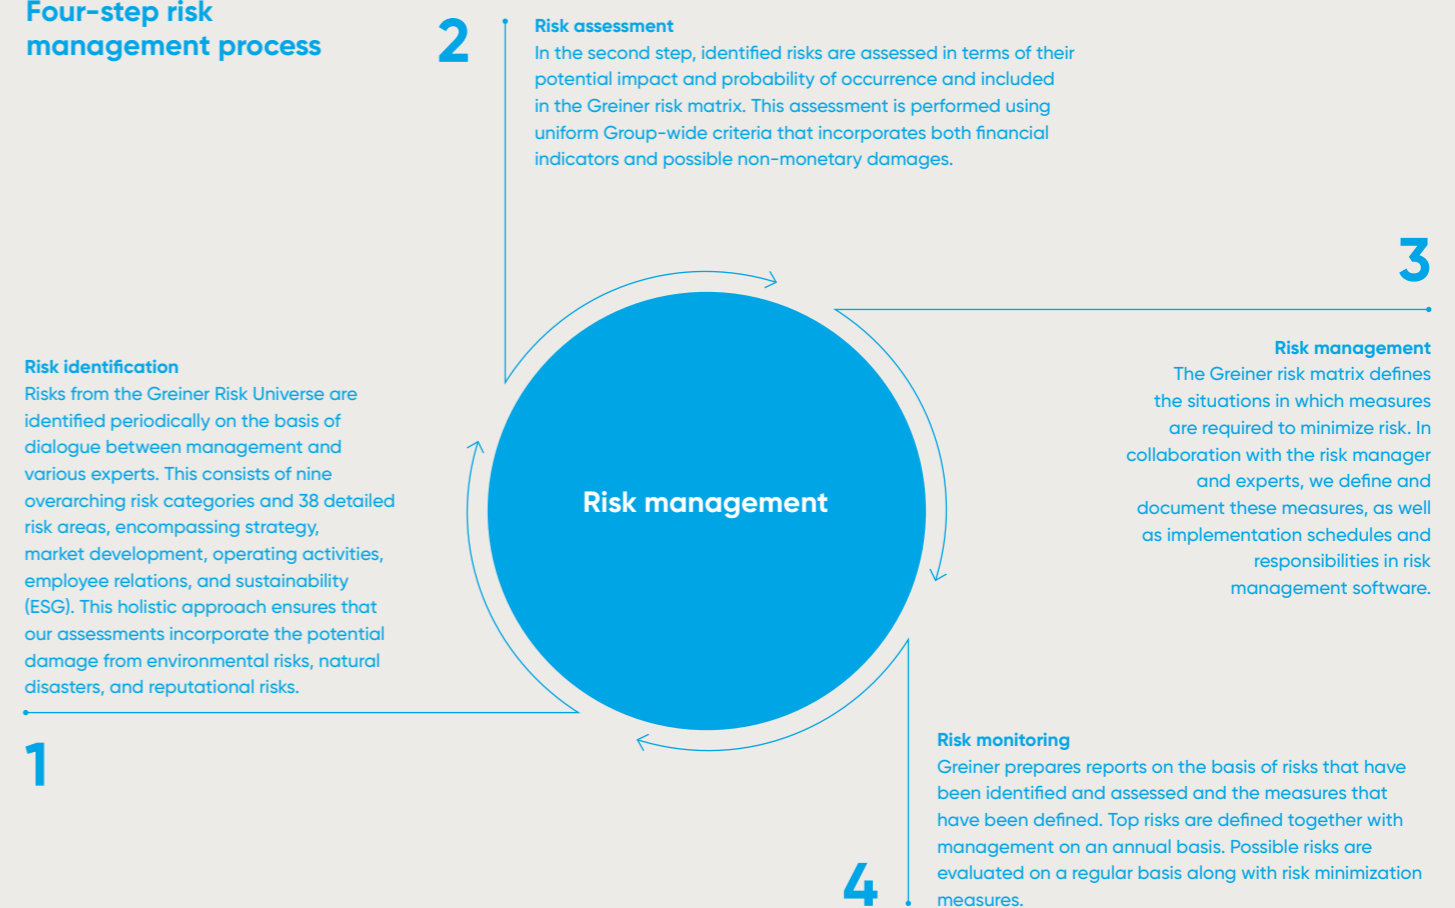 Four-step risk
management process
1
Risk identification
Risks from the Greiner Risk Universe are
identified periodically on the basis of
dialogue between management and
various experts. This consists of nine
overarching risk categories and 38 detailed
risk areas, encompassing strategy,
market development, operating activities,
employee relations, and sustainability
(ESG). This holistic approach ensures that
our assessments incorporate the potential
damage from environmental risks, natural
disasters, and reputational risks.
2
Risk assessment
In the second step, identified risks are assessed in terms of their
potential impact and probability of occurrence and included
in the Greiner risk matrix. This assessment is performed using
uniform Group-wide criteria that incorporates both financial
indicators and possible non-monetary damages.
3
Risk management
The Greiner risk matrix defines
the situations in which measures
are required to minimize risk. In
collaboration with the risk manager
and experts, we define and
document these measures, as well
as implementation schedules and
responsibilities in risk
management software.
Risk management
4
Risk monitoring
Greiner prepares reports on the basis of risks that have
been identified and assessed and the measures that
have been defined. Top risks are defined together with
management on an annual basis. Possible risks are
evaluated on a regular basis along with risk minimization
measures.